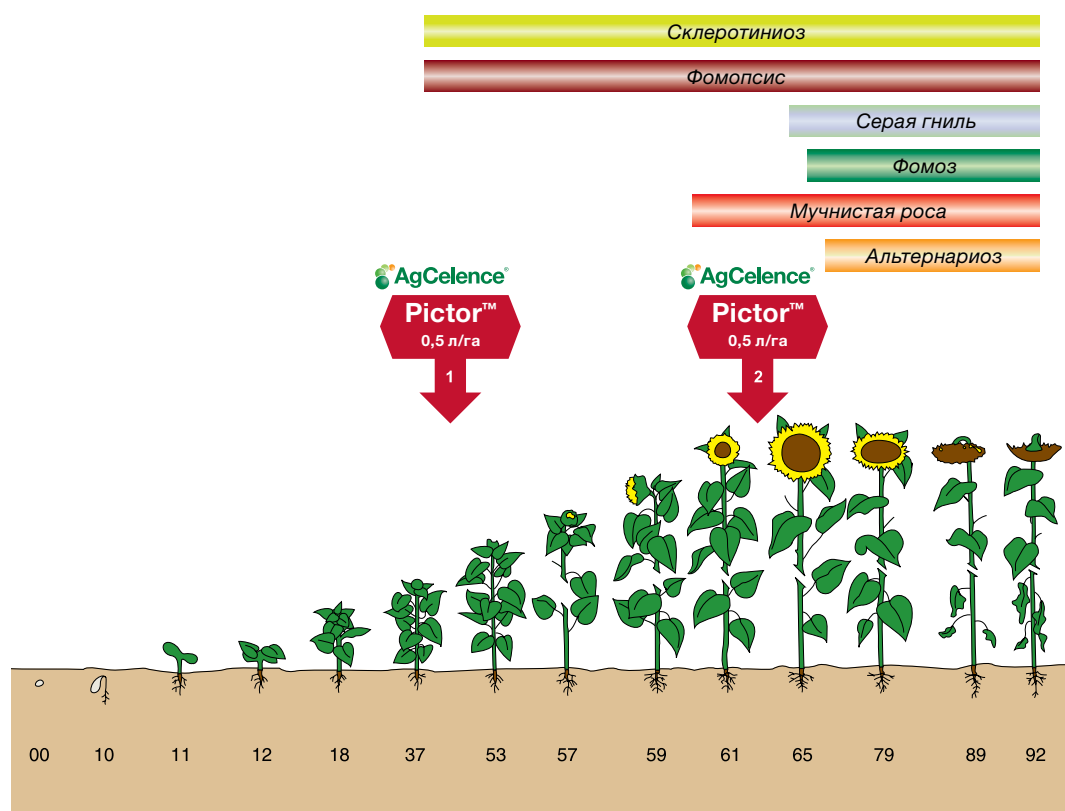 Склеротиниоз
Фомопсис
Серая гниль
Фомоз
Мучнистая роса
Альтернариоз
AgCelence®
Pictor™
0,5 л/га
1
AgCelence®
Pictor™
0,5 л/га
2
00 10 11 12 18 37 53 57 59 61 65 79 89 92